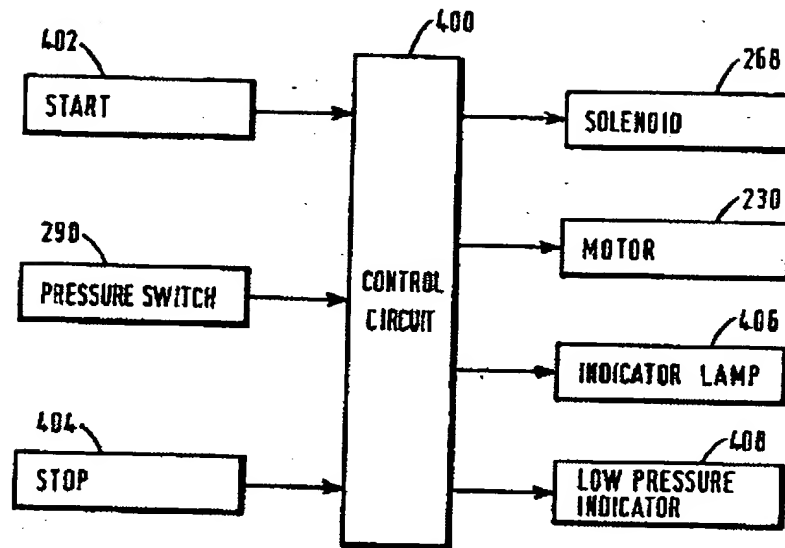 402
START
290
PRESSURE SWITCH
404
STOP
400
CONTROL
CIRCUIT
268
SOLENOID
230
MOTOR
406
INDICATOR LAMP
408
LOW PRESSURE
INDICATOR